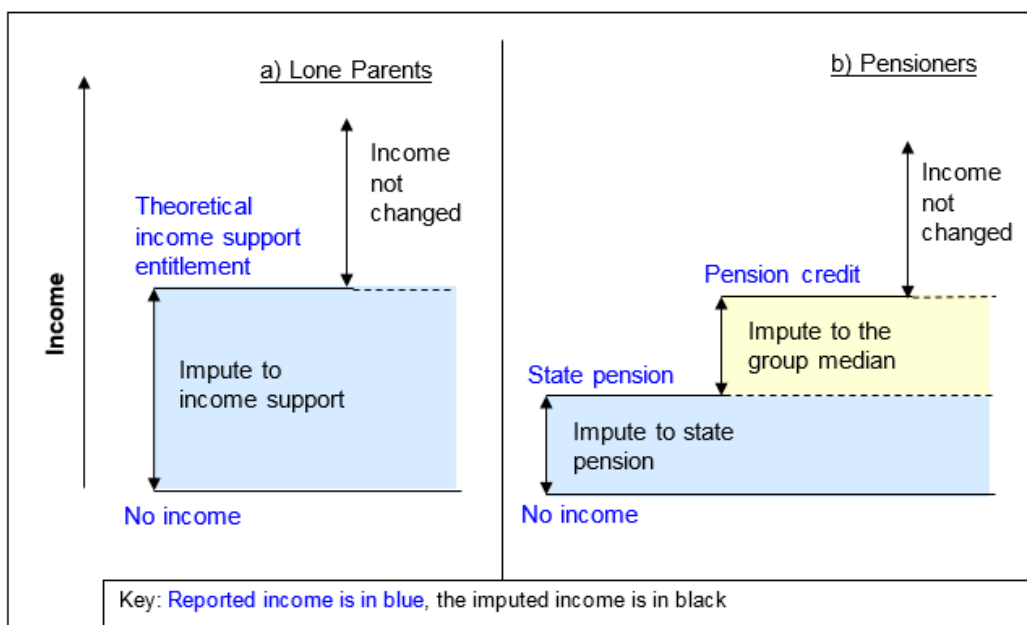 a) Lone Parents
Income
not
changed
Theoretical
income support
entitlement
Impute to
income support
No income
Income
b) Pensioners
Income
not
changed
Pension credit
Impute to the
group median
State pension
Impute to state
pension
No income
Key: Reported income is in blue, the imputed income is in black